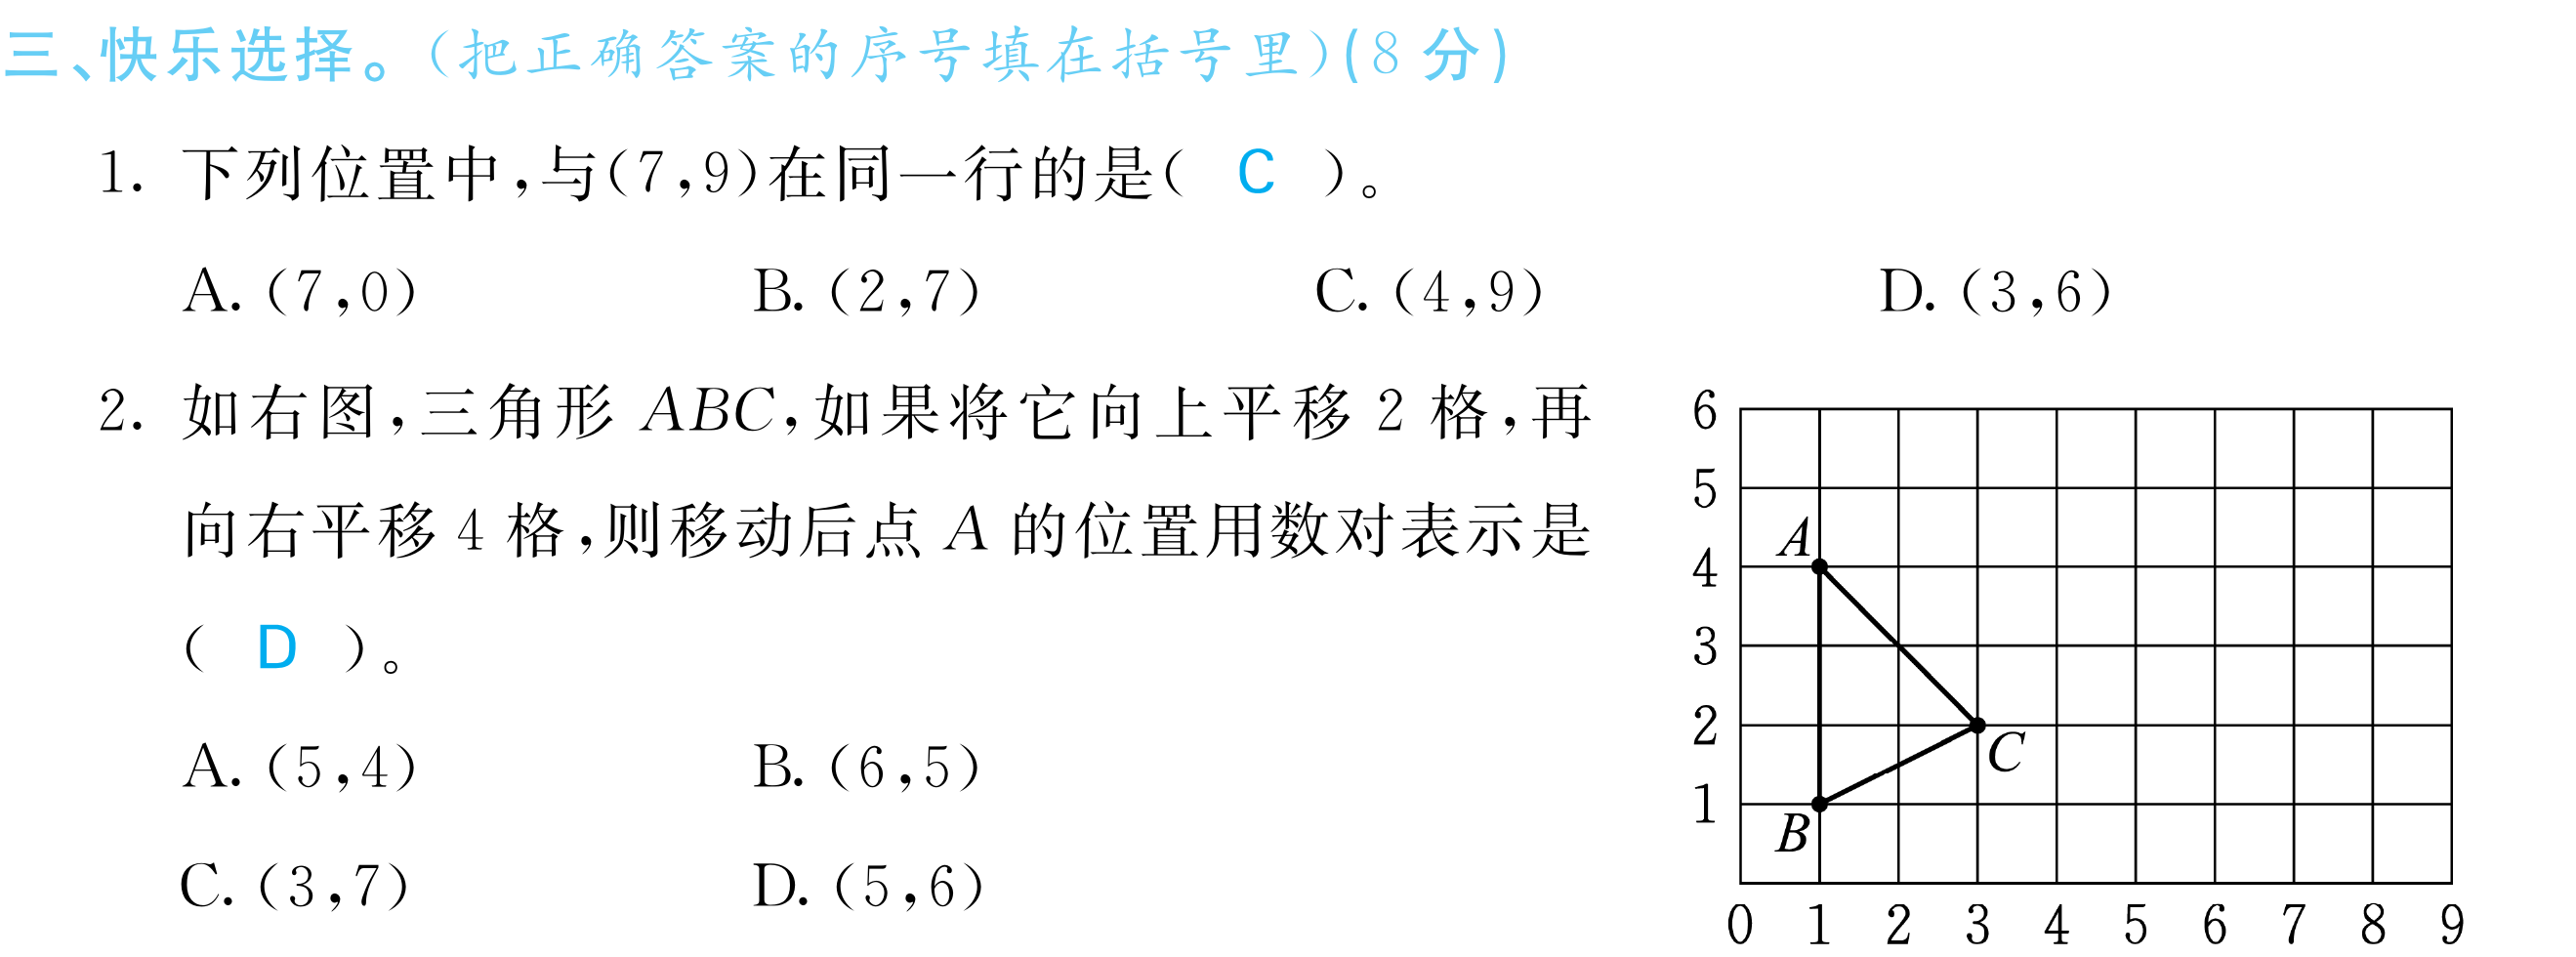 三、快乐选择。(把正确答案的序号填在括号里)(8 分)
1. 下列位置中,与(7,9)在同一行的是( C )。
A. (7,0) B. (2,7) C. (4,9) D. (3,6)
2. 如右图,三角形 ABC,如果将它向上平移 2 格,再
向右平移 4 格,则移动后点 A 的位置用数对表示是
( D )。
A. (5,4) B. (6,5)
C. (3,7) D. (5,6)
6
5
A
4
3
2
C
1
B
0 1 2 3 4 5 6 7 8 9